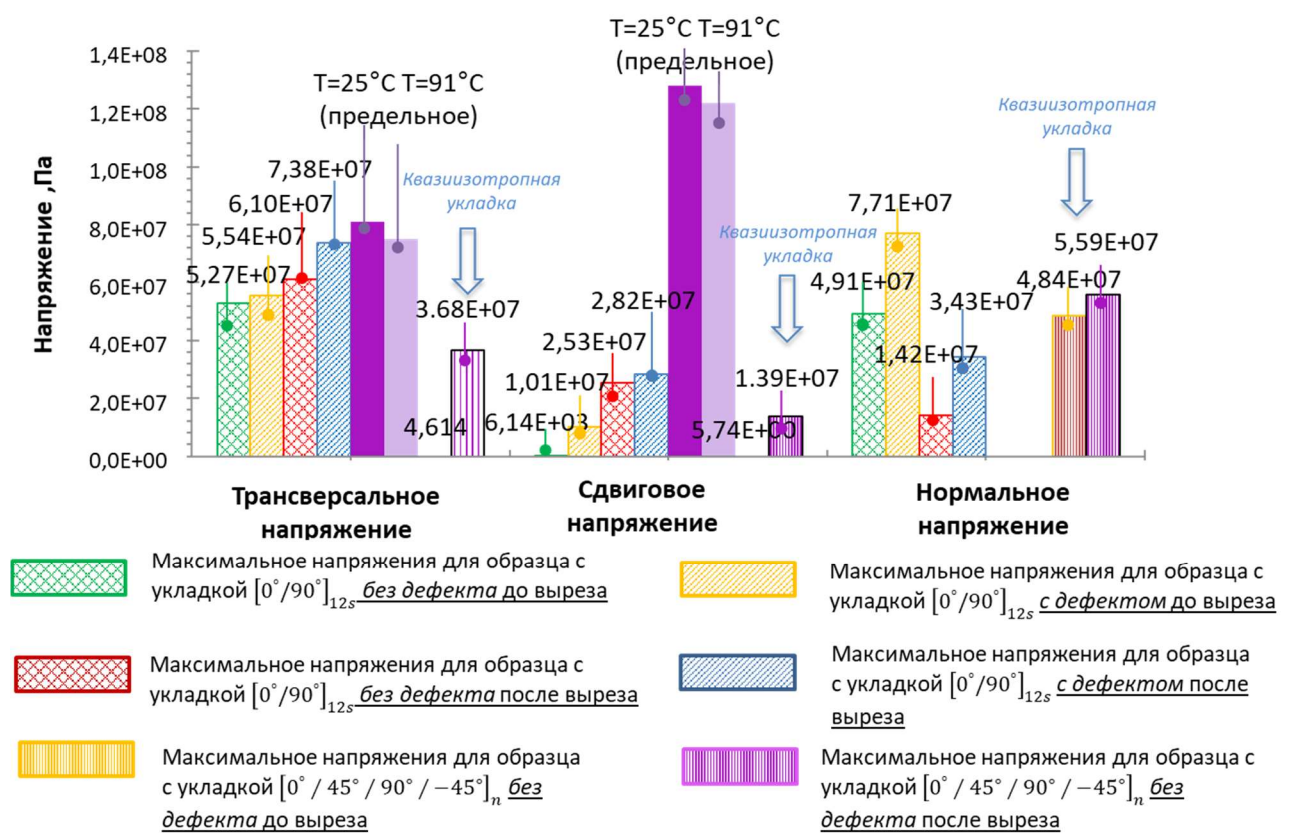 T=25°C T=91°C
(предельное)
1,4E+08
1,2E+08
1,0E+08
8,0E+07
6,0E+07
4,0E+07
2,0E+07
0,0E+00
Напряжение ,Па
T=25°C T=91°C
(предельное)
5,27E+07
5,54E+07
6,10E+07
7,38E+07
Квазиизотропная
укладка
3.68E+07
4,614
6,14E+03
1,01E+07
2,53E+07
2,82E+07
Квазиизотропная
укладка
1.39E+07
5,74E+00
4,91E+07
7,71E+07
1,42E+07
3,43E+07
Квазиизотропная
укладка
4,84E+07
5,59E+07
Трансверсальное
напряжение
Сдвиговое
напряжение
Нормальное
напряжение
Максимальное напряжения для образца с
укладкой [0°/90°]12s без дефекта до выреза
Максимальное напряжения для образца с
укладкой [0°/90°]12s с дефектом до выреза
Максимальное напряжения для образца с
укладкой [0°/90°]12s без дефекта после выреза
Максимальное напряжения для образца
с укладкой [0°/90°]12s с дефектом после
выреза
Максимальное напряжения для образца
с укладкой [0° / 45° / 90° / −45°]n без
дефекта до выреза
Максимальное напряжения для образца с
укладкой [0° / 45° / 90° / −45°]n без
дефекта после выреза